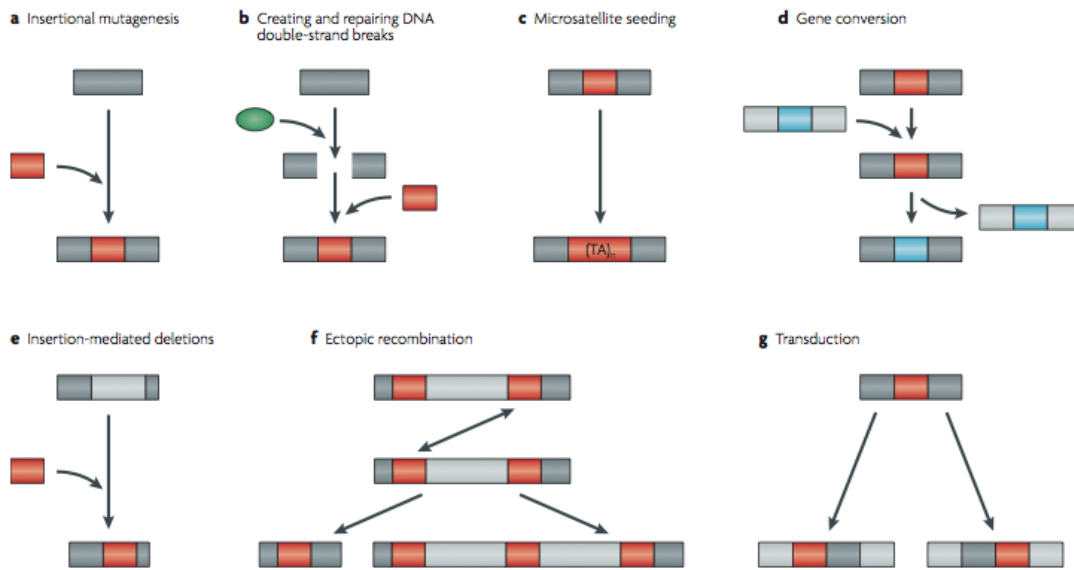 a Insertional mutagenesis
b Creating and repairing DNA
double-strand breaks
c Microsatellite seeding
d Gene conversion
(TA)n
e Insertion-mediated deletions
f Ectopic recombination
g Transduction